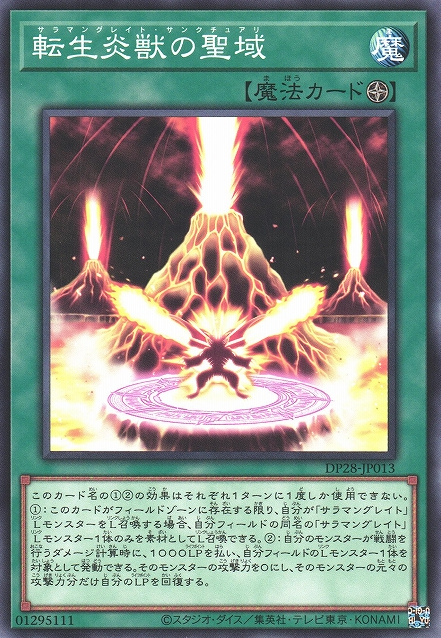 サラマングレイト・サンクチュアリ
転生炎獣の聖域
魔
【魔法カード】
DP28-JP013
このカード名の①②の効果はそれぞれ1ターンに1度しか使用できない。
①:このカードがフィールドゾーンに存在する限り、自分が「サラマングレイト」
LモンスターをL召喚する場合、自分フィールドの同名の「サラマングレイト」
Lモンスター1体のみを素材としてL召喚できる。②:自分のモンスターが戦闘を
行うダメージ計算時に、1000LPを払い、自分フィールドのLモンスター1体を
対象として発動できる。そのモンスターの攻撃力を0にし、そのモンスターの元々の
攻撃力分だけ自分のLPを回復する。
01295111
©スタジオ・ダイス/集英社・テレビ東京・KONAMI